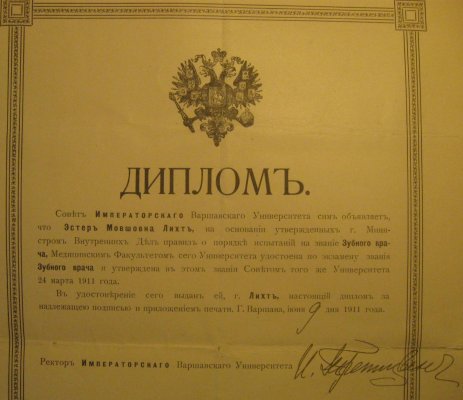 ДИПЛОМЪ.
Совѣтъ Императорскаго Варшавскаго Университета симъ объявляетъ,
что Эстеръ Мовшовна Лихтъ, на основаніи утвержденныхъ г. Мини-
стромъ Внутреннихъ Дѣлъ правилъ о порядкѣ испытаній на званіе Зубного вра-
ча, Медицинскимъ Факультетомъ сего Университета удостоена по экзамену званія
Зубного врача и утверждена въ этомъ званіи Совѣтомъ того же Университета
24 марта 1911 года.
Въ удостовѣреніе сего выданъ ей, г. Лихтъ, настоящій дипломъ за
надлежащею подписью и приложеніемъ печати. Г. Варшава, іюня 9 дня 1911 года.
Ректоръ Императорскаго Варшавскаго Университета